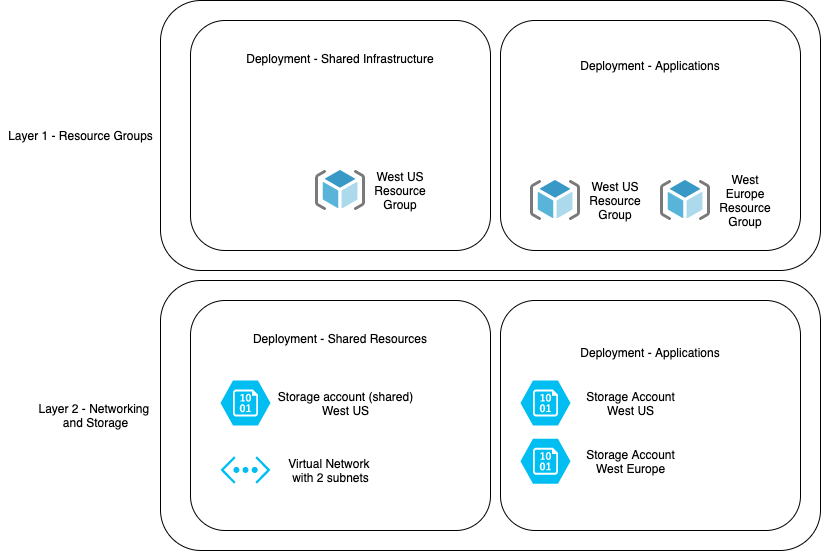 Deployment - Shared Infrastructure
Deployment - Applications
Layer 1 - Resource Groups
West US
Resource
Group
West US
Resource
Group
West
Europe
Resource
Group
Deployment - Shared Resources
Deployment - Applications
Layer 2 - Networking
and Storage
10
01
Storage account (shared)
West US
10
01
Storage Account
West US
Virtual Network
with 2 subnets
10
01
Storage Account
West Europe